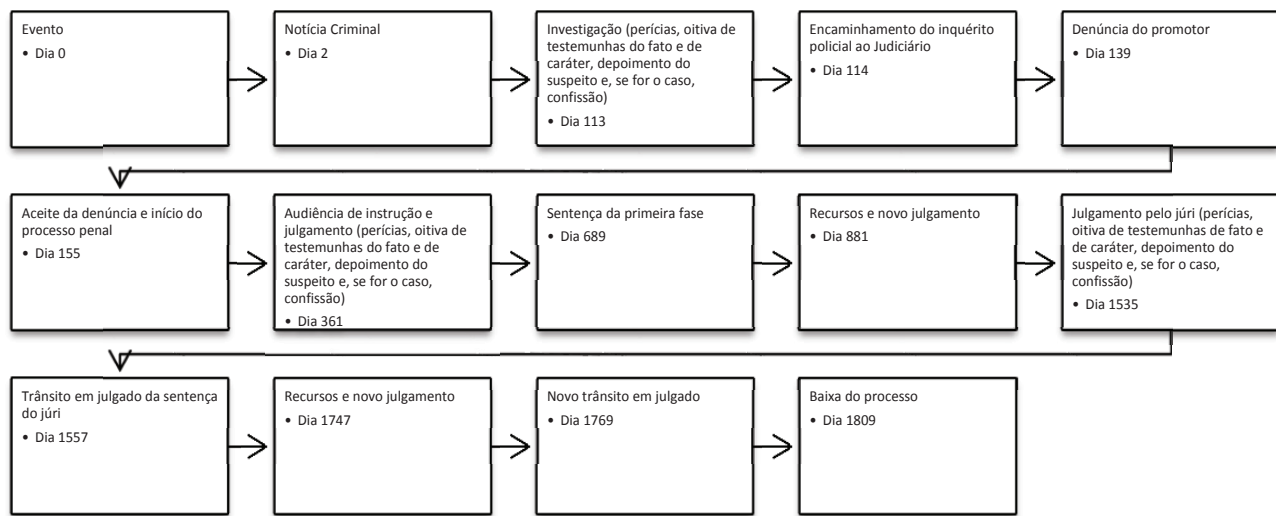 Evento
• Dia 0
Notícia Criminal
• Dia 2
Investigação (perícias, oitiva de
testemunhas do fato e de
caráter, depoimento do
suspeito e, se for o caso,
confissão)
• Dia 113
Encaminhamento do inquérito
policial ao Judiciário
• Dia 114
Denúncia do promotor
• Dia 139
Aceite da denúncia e início do
processo penal
• Dia 155
Audiência de instrução e
julgamento (perícias, oitiva de
testemunhas do fato e de
caráter, depoimento do
suspeito e, se for o caso,
confissão)
• Dia 361
Sentença da primeira fase
• Dia 689
Recursos e novo julgamento
• Dia 881
Julgamento pelo júri (perícias,
oitiva de testemunhas de fato e
de caráter, depoimento do
suspeito e, se for o caso,
confissão)
• Dia 1535
Trânsito em julgado da sentença
do júri
• Dia 1557
Recursos e novo julgamento
• Dia 1747
Novo trânsito em julgado
• Dia 1769
Baixa do processo
• Dia 1809